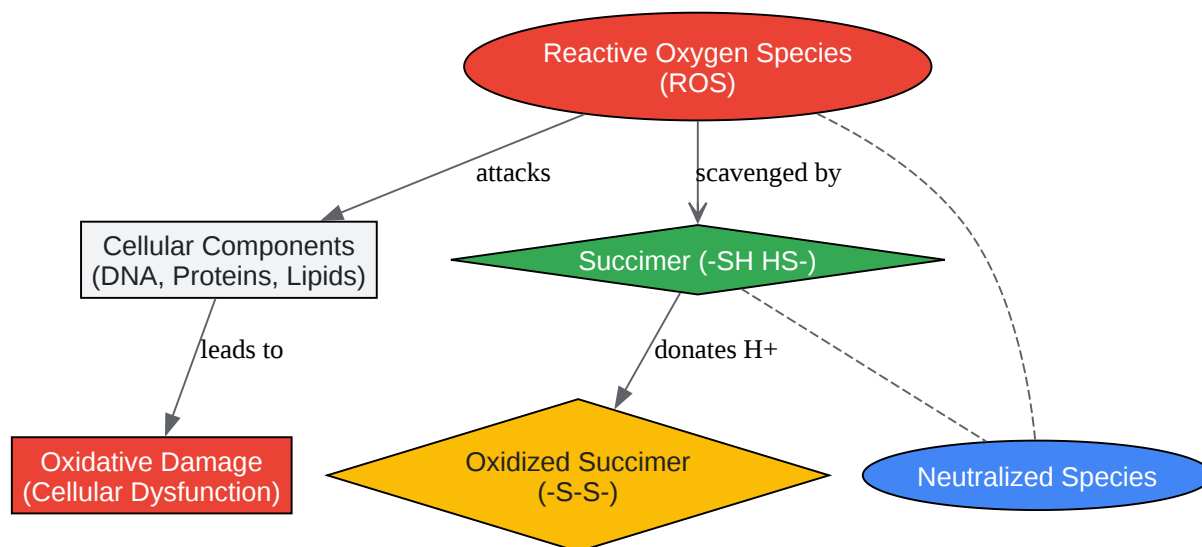 Reactive Oxygen Species
(ROS)
attacks
scavenged by
Cellular Components
(DNA, Proteins, Lipids)
Succimer (-SH HS-)
leads to
donates H+
Oxidative Damage
(Cellular Dysfunction)
Oxidized Succimer
(-S-S-)
Neutralized Species